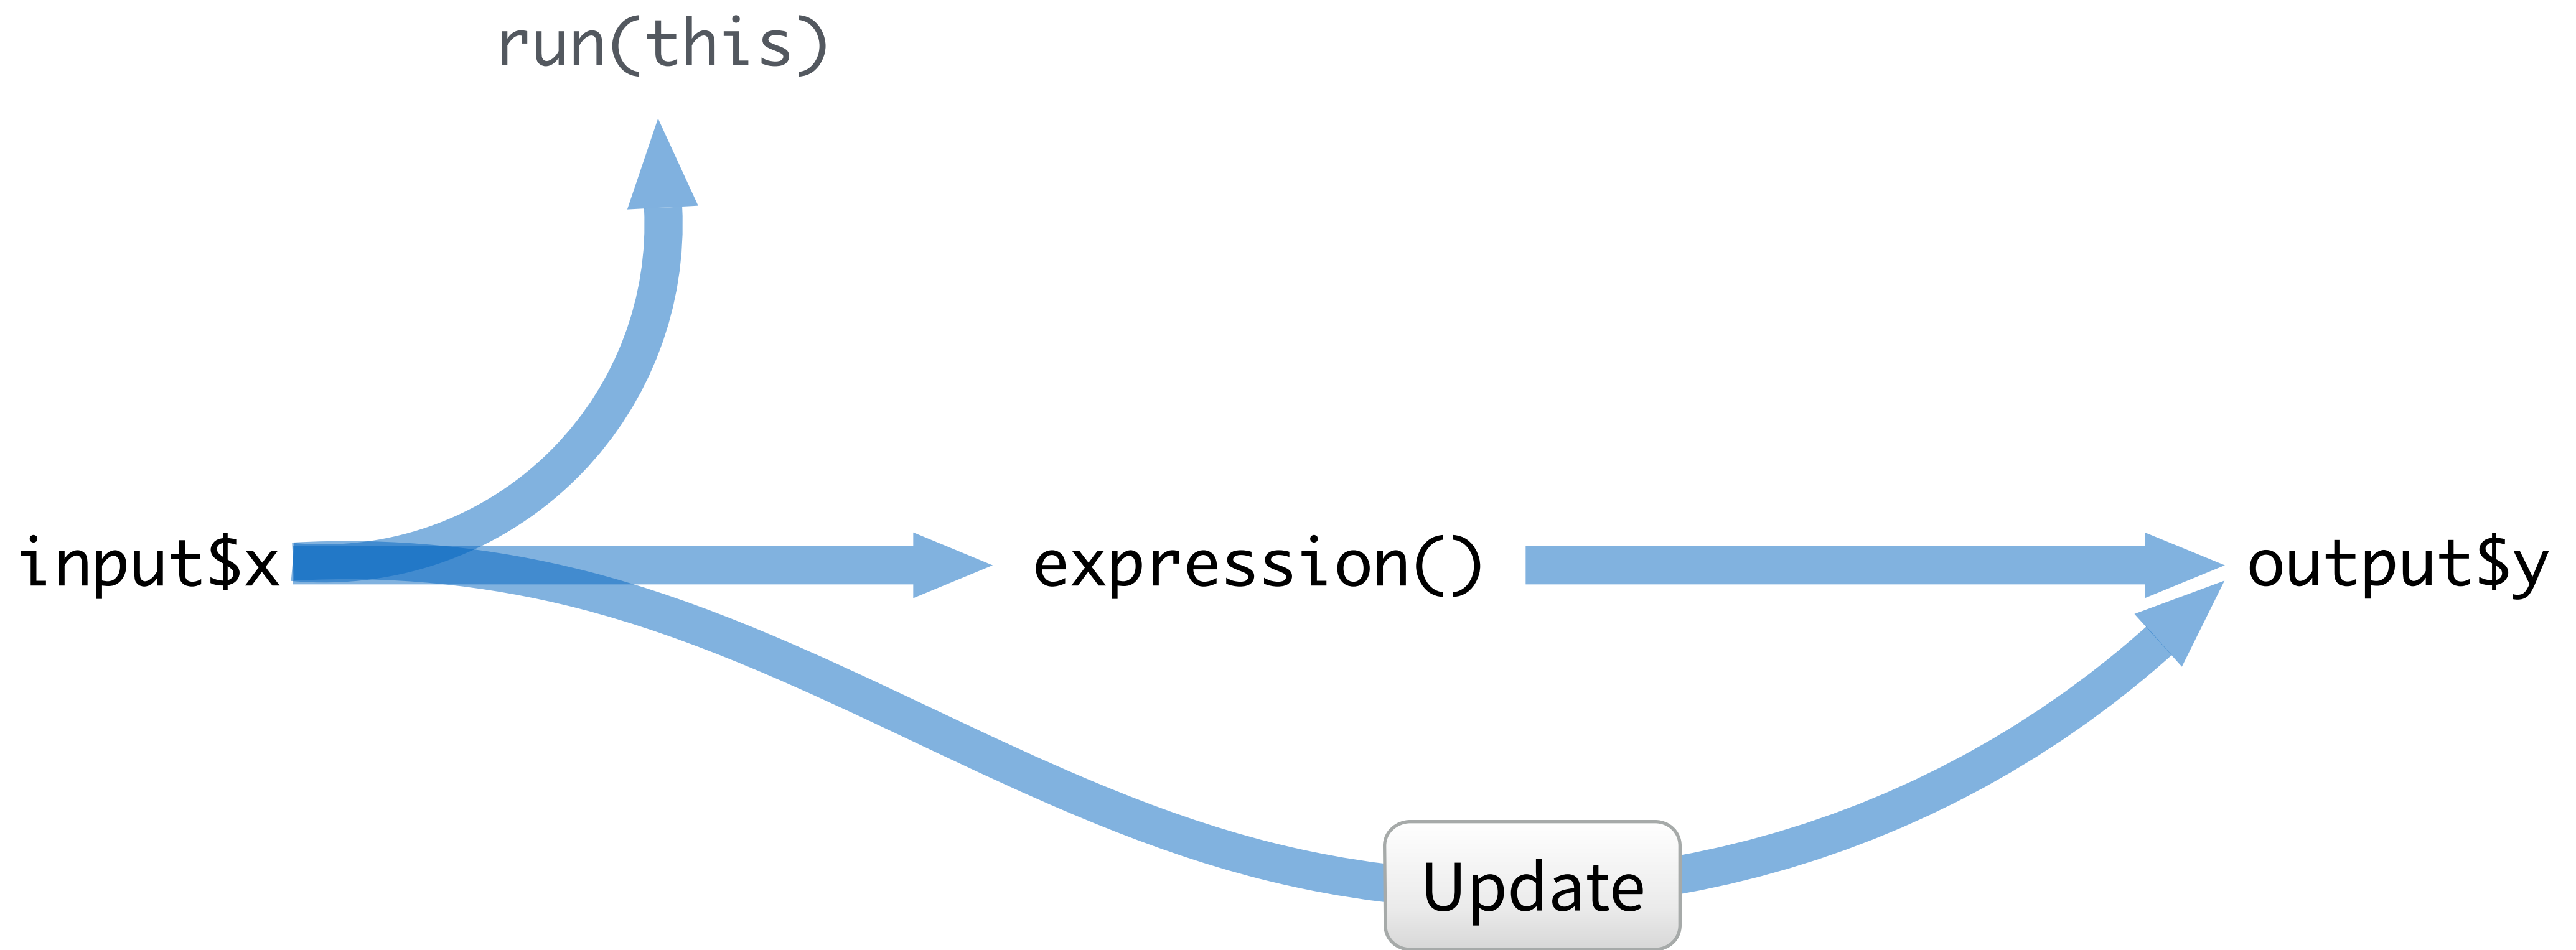 run(this)
input$x
expression()
output$y
Update